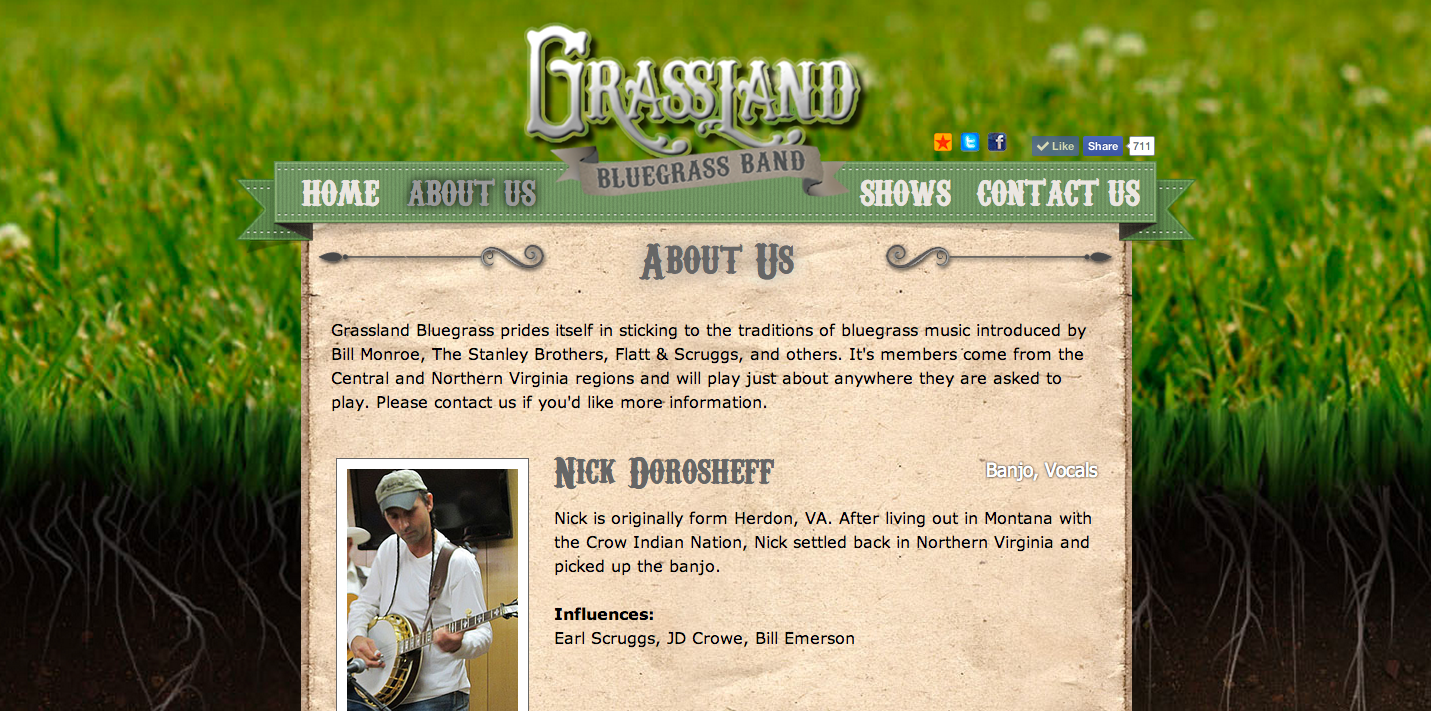 Grassland
BLUEGRASS BAND
Like Share 711
HOME ABOUT US SHOWS CONTACT US
About Us
Grassland Bluegrass prides itself in sticking to the traditions of bluegrass music introduced by
Bill Monroe, The Stanley Brothers, Flatt & Scruggs, and others. It's members come from the
Central and Northern Virginia regions and will play just about anywhere they are asked to
play. Please contact us if you'd like more information.
Nick Dorosheff Banjo, Vocals
Nick is originally form Herdon, VA. After living out in Montana with
the Crow Indian Nation, Nick settled back in Northern Virginia and
picked up the banjo.
Influences:
Earl Scruggs, JD Crowe, Bill Emerson